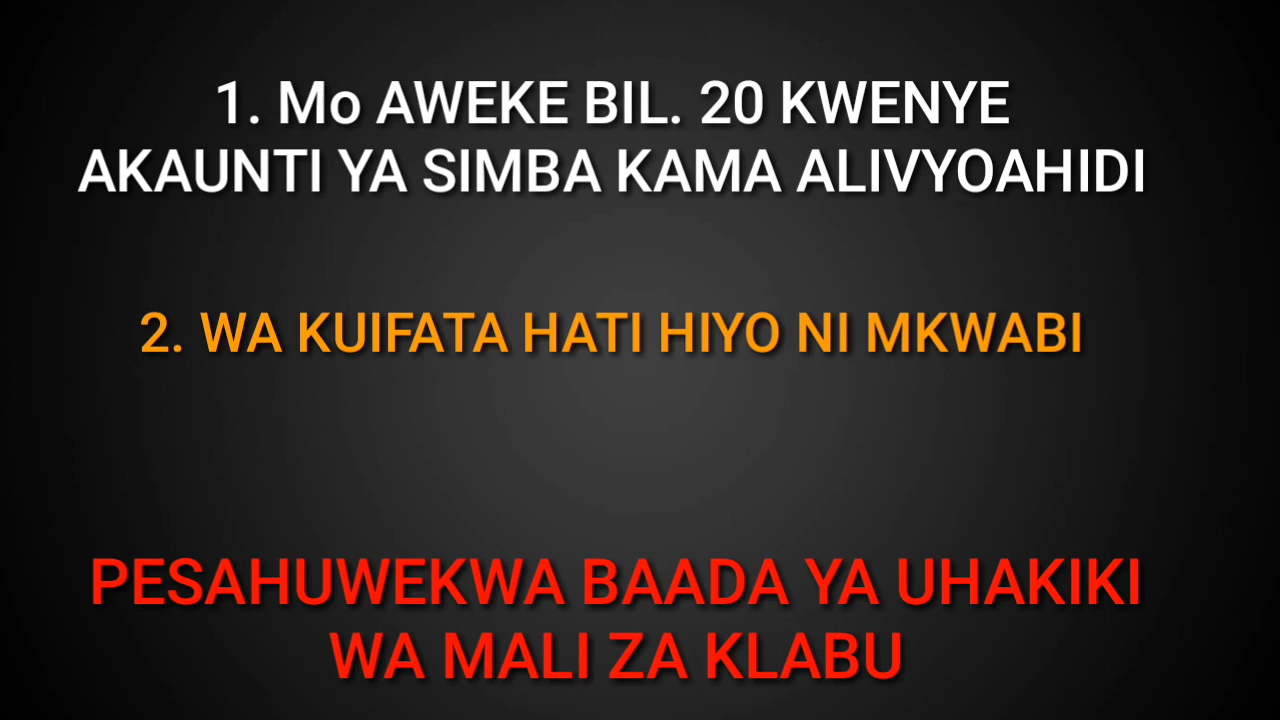 1. Mo AWEKE BIL. 20 KWENYE
AKAUNTI YA SIMBA KAMA ALIVYOAHIDI
2. WA KUIFATA HATI HIYO NI MKWABI
PESAHUWEKWA BAADA YA UHAKIKI
WA MALI ZA KLABU